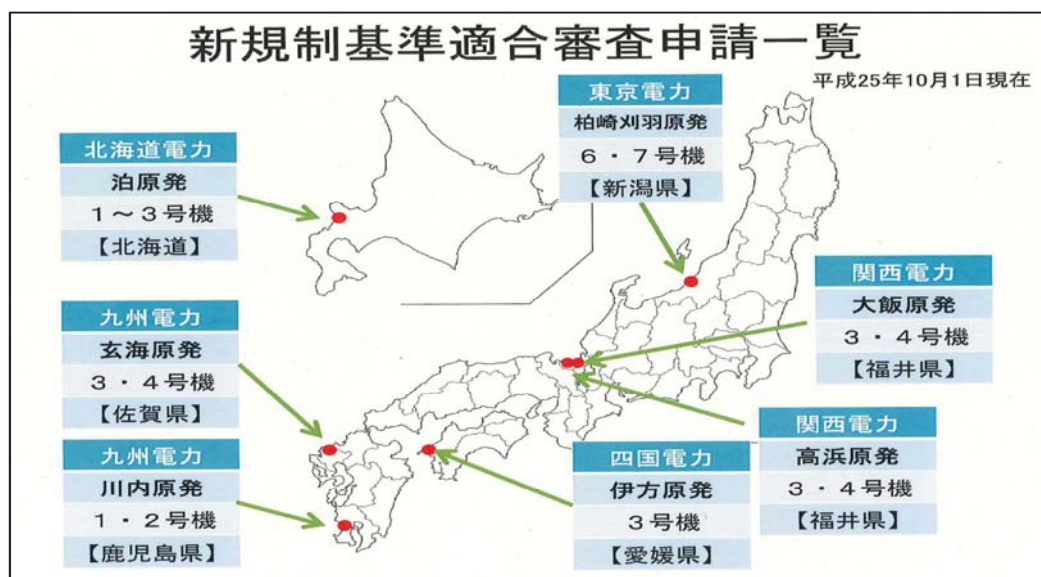 新規制基準適合審査申請一覧
平成25年10月1日現在
東京電力
柏崎刈羽原発
6・7号機
【新潟県】
北海道電力
泊原発
1～3号機
【北海道】
関西電力
大飯原発
3・4号機
【福井県】
九州電力
玄海原発
3・4号機
【佐賀県】
関西電力
高浜原発
3・4号機
【福井県】
四国電力
伊方原発
3号機
【愛媛県】
九州電力
川内原発
1・2号機
【鹿児島県】